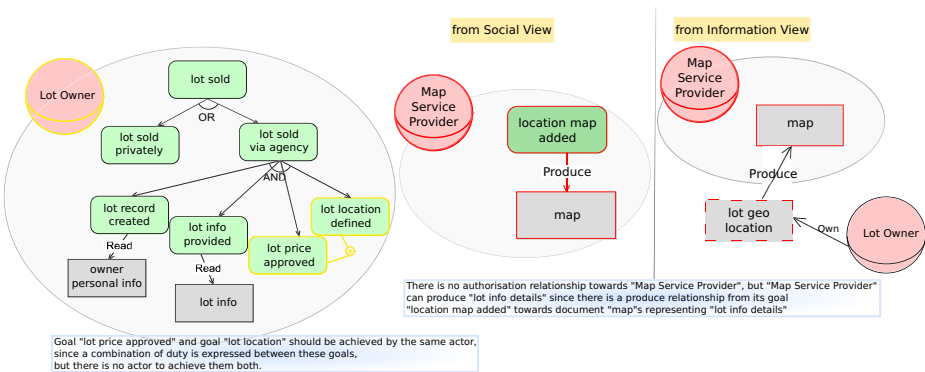 from Social View
from Information View
Lot Owner
lot sold
OR
lot sold
privately
lot sold
via agency
AND
lot record
created
lot info
provided
lot price
approved
lot location
defined
Read
owner
personal info
Read
lot info
Goal "lot price approved" and goal "lot location" should be achieved by the same actor,
since a combination of duty is expressed between these goals,
but there is no actor to achieve them both.
Map
Service
Provider
location map
added
Produce
map
Map
Service
Provider
map
Produce
lot geo
location
Own
Lot Owner
There is no authorisation relationship towards "Map Service Provider", but "Map Service Provider"
can produce "lot info details" since there is a produce relationship from its goal
"location map added" towards document "map"s representing "lot info details"